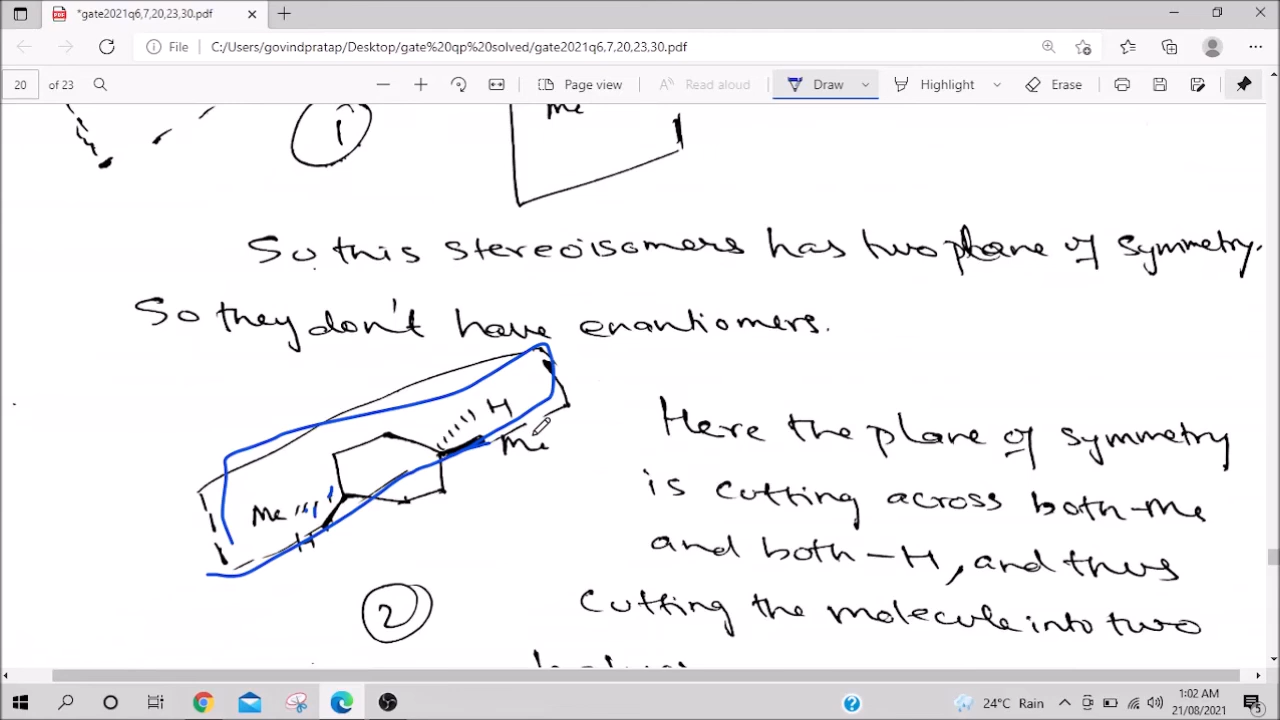 *gate2021q6,7,20,23,30.pdf
File C:/Users/govindpratap/Desktop/gate%20qp%20solved/gate2021q6,7,20,23,30.pdf
20 of 23 Page view Read aloud Draw Highlight Erase
Me
1
So this stereoisomers has two plane of symmetry.
So they don't have enantiomers.
H
Me
Me
H
2
Here the plane of symmetry
is cutting across both -Me
and both -H, and thus
cutting the molecule into two
24°C Rain
1:02 AM
21/08/2021
5